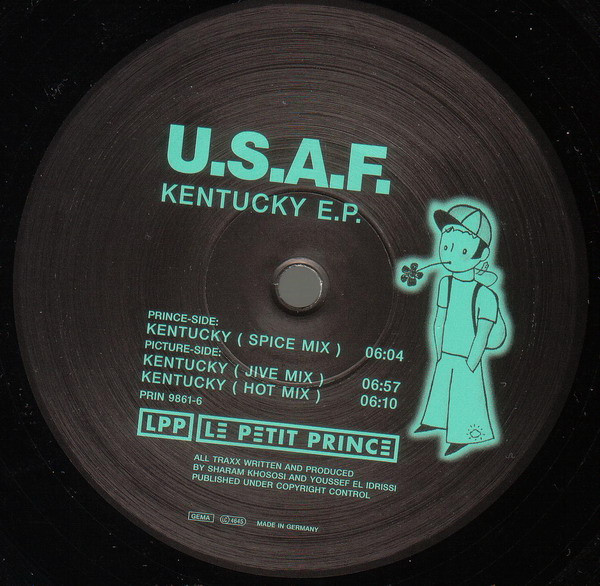 U.S.A.F.
KENTUCKY E.P.
PRINCE-SIDE:
KENTUCKY ( SPICE MIX ) 06:04
PICTURE-SIDE:
KENTUCKY ( JIVE MIX ) 06:57
KENTUCKY ( HOT MIX ) 06:10
PRIN 9861-6
LPP LE PETIT PRINCE
ALL TRAXX WRITTEN AND PRODUCED
BY SHARAM KHOSOSI AND YOUSSEF EL IDRISSI
PUBLISHED UNDER COPYRIGHT CONTROL
GEMA LC 4645 MADE IN GERMANY